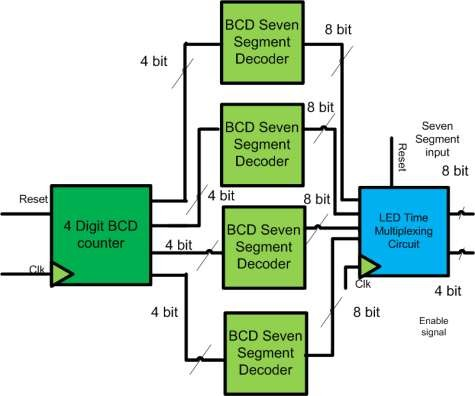 BCD Seven
Segment
Decoder
4 bit
8 bit
BCD Seven
Segment
Decoder
8 bit
4 bit
Seven
Segment
input
8 bit
Reset
Reset
4 Digit BCD
counter
Clk
4 bit
BCD Seven
Segment
Decoder
8 bit
LED Time
Multiplexing
Circuit
Clk
4 bit
Enable
signal
4 bit
BCD Seven
Segment
Decoder
8 bit